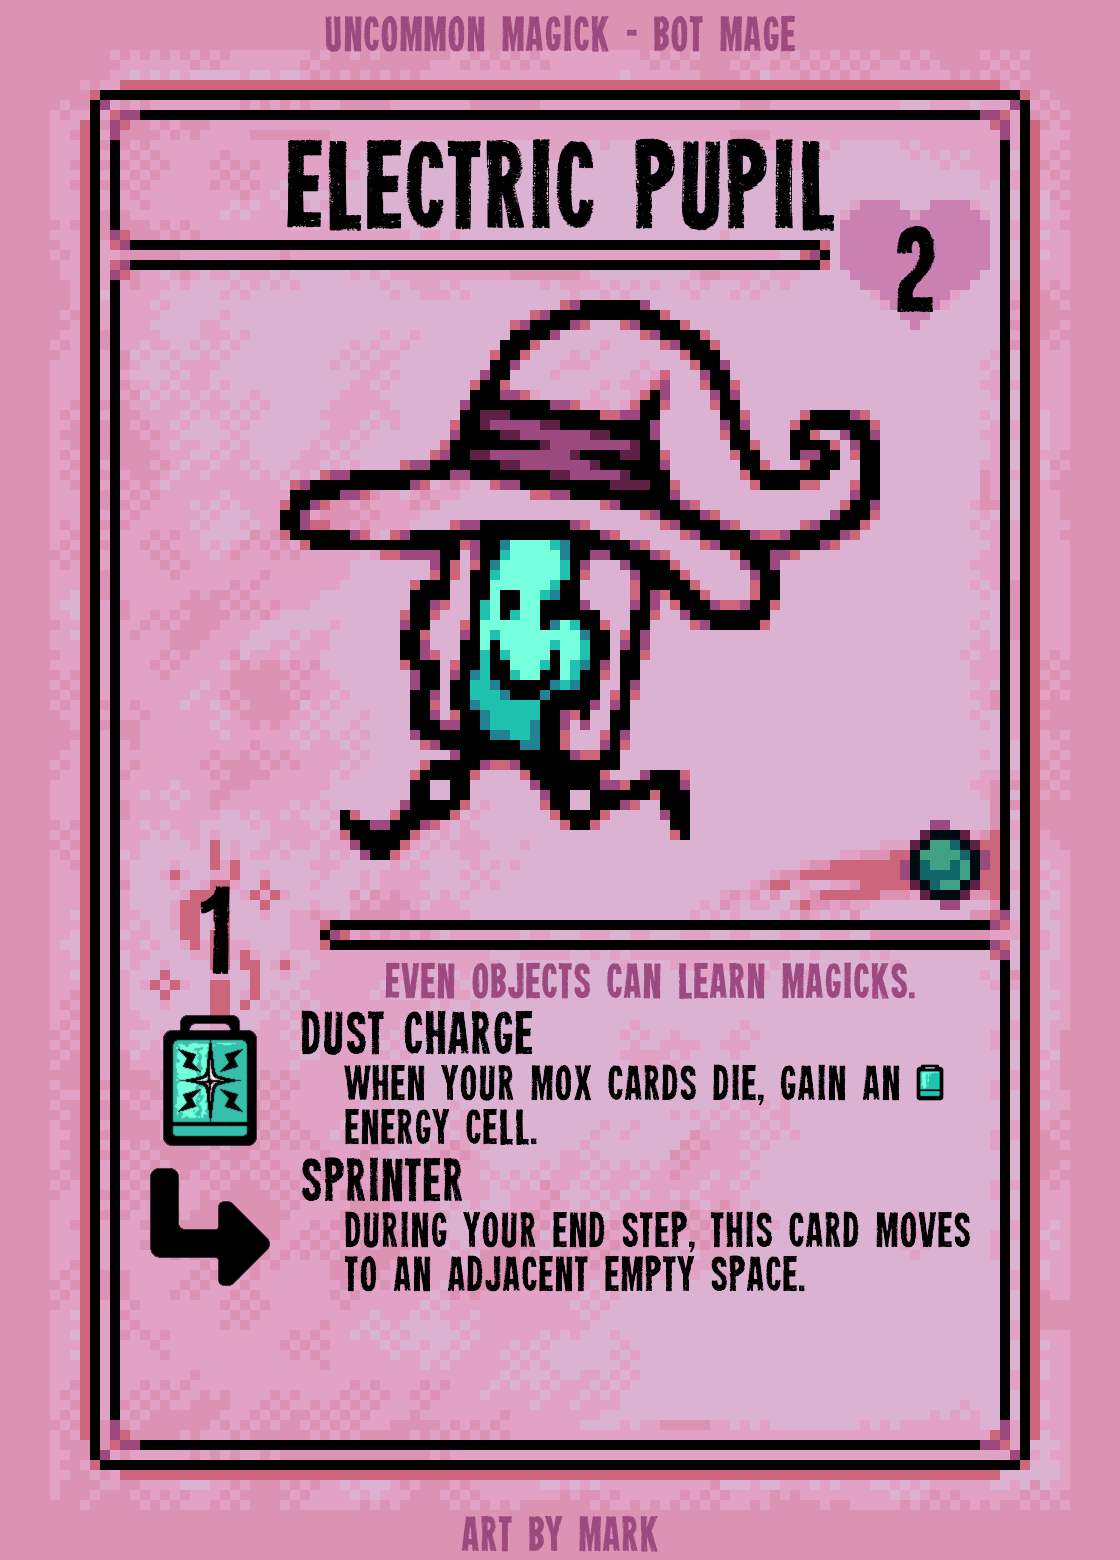 UNCOMMON MAGICK - BOT MAGE
ELECTRIC PUPIL
2
1
EVEN OBJECTS CAN LEARN MAGICKS.
DUST CHARGE
WHEN YOUR MOX CARDS DIE, GAIN AN
ENERGY CELL.
SPRINTER
DURING YOUR END STEP, THIS CARD MOVES
TO AN ADJACENT EMPTY SPACE.
ART BY MARK